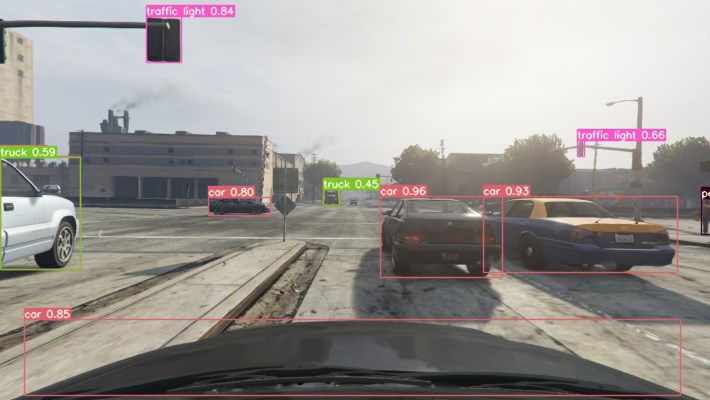 traffic light 0.84
traffic light 0.66
truck 0.59
truck 0.45
car 0.80
car 0.96
car 0.93
pe
car 0.85